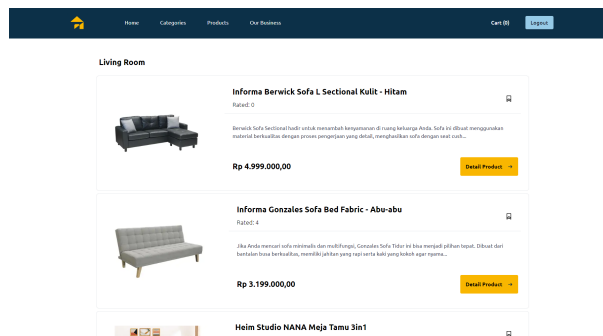 Home Categories Products Our Business Cart (0) Logout
Living Room
Informa Berwick Sofa L Sectional Kulit - Hitam
Rated: 0
Berwick Sofa Sectional hadir untuk menambah kenyamanan di ruang keluarga Anda. Sofa ini dibuat menggunakan
material berkualitas dengan proses pengerjaan yang detail, menghasilkan sofa dengan seat cush...
Rp 4.999.000,00
Detail Product →
Informa Gonzales Sofa Bed Fabric - Abu-abu
Rated: 4
Jika Anda mencari sofa minimalis dan multifungsi, Gonzales Sofa Tidur ini bisa menjadi pilihan tepat. Dibuat dari
bantalan busa berkualitas, memiliki jahitan yang rapi serta kaki yang kokoh agar nyama...
Rp 3.199.000,00
Detail Product →
Heim Studio NANA Meja Tamu 3in1